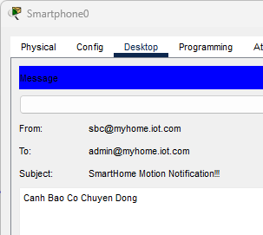 Smartphone0
Physical Config Desktop Programming
Message
From: sbc@myhome.iot.com
To: admin@myhome.iot.com
Subject: SmartHome Motion Notification!!!
Canh Bao Co Chuyen Dong